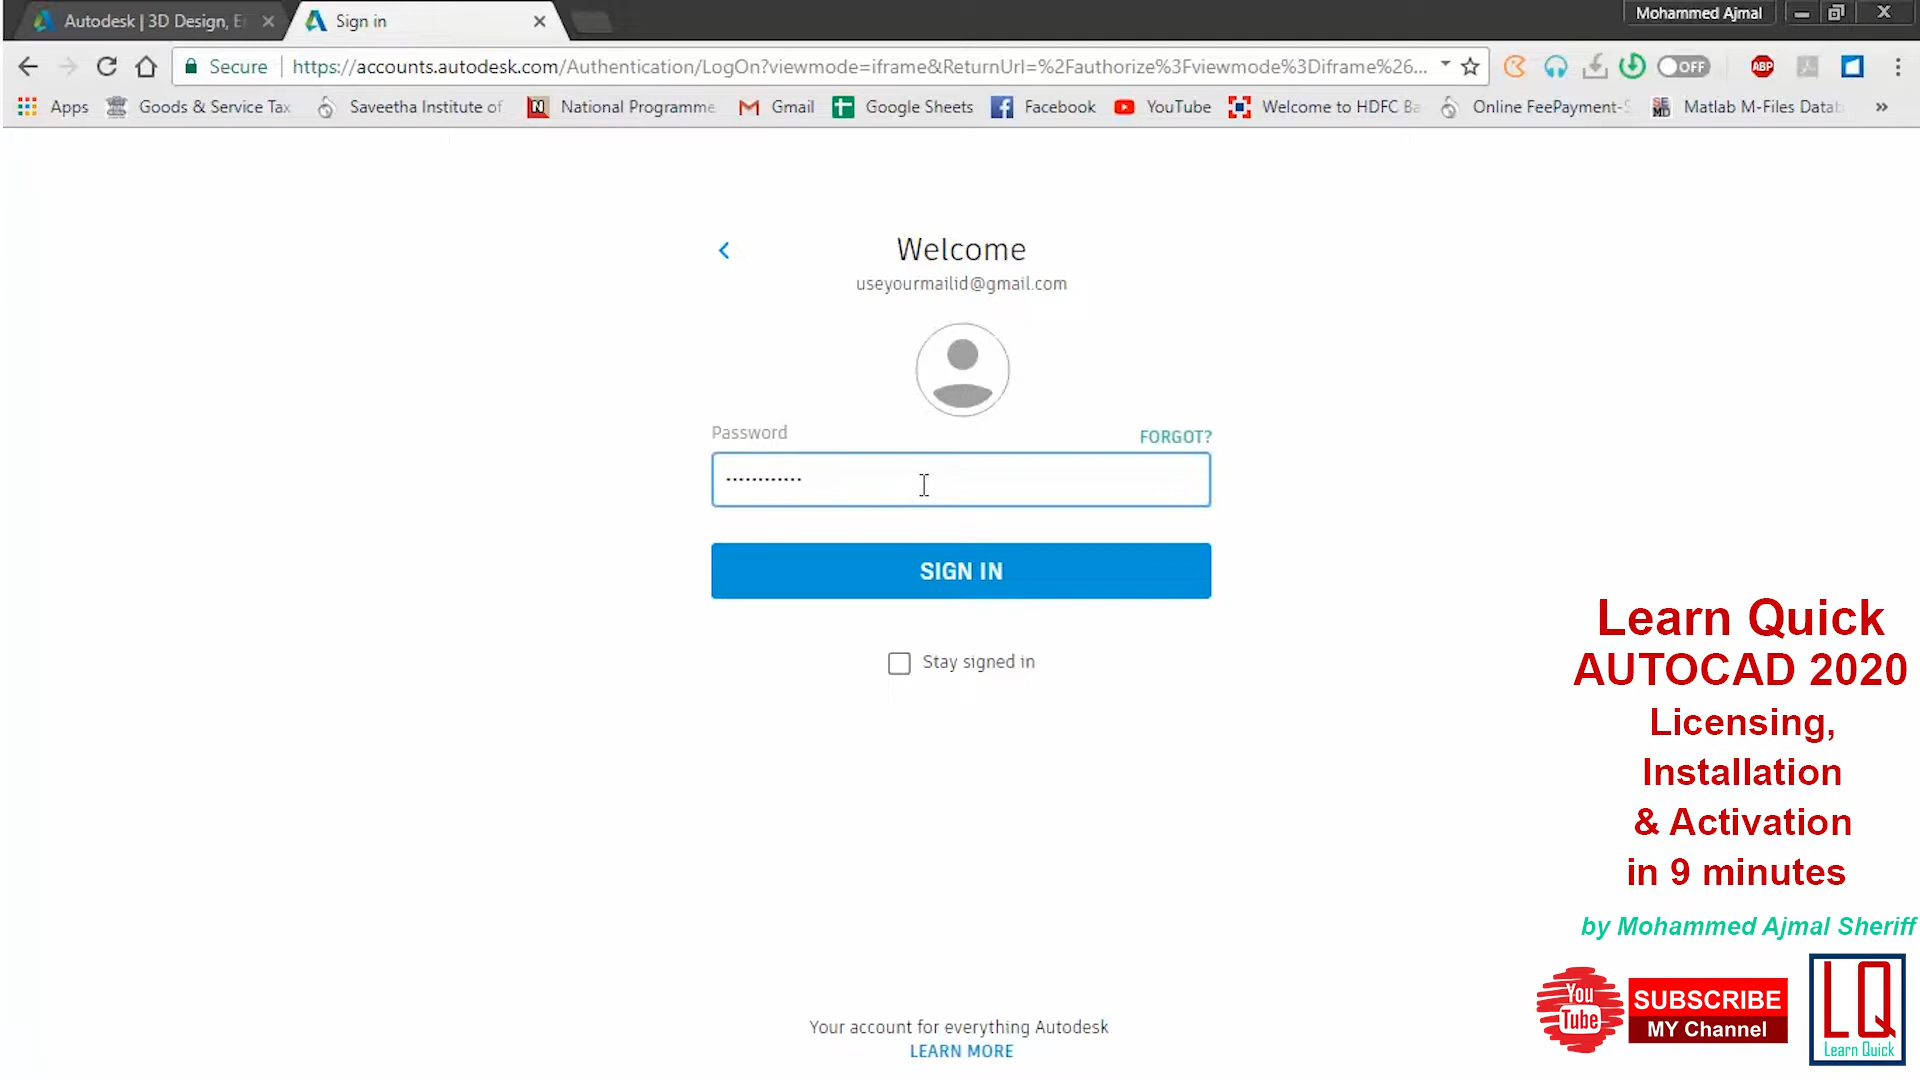 Autodesk | 3D Design, E
Sign in
Mohammed Ajmal
Secure
https://accounts.autodesk.com/Authentication/LogOn?viewmode=iframe&ReturnUrl=%2Fauthorize%3Fviewmode%3Diframe%26...
OFF
ABP
Apps
Goods & Service Tax
Saveetha Institute of
National Programme
Gmail
Google Sheets
Facebook
YouTube
Welcome to HDFC Ba
Online FeePayment-S
Matlab M-Files Datab
»
Welcome
useyourmailid@gmail.com
Password
FORGOT?
SIGN IN
Stay signed in
Learn Quick
AUTOCAD 2020
Licensing,
Installation
& Activation
in 9 minutes
by Mohammed Ajmal Sheriff
You
Tube
SUBSCRIBE
MY Channel
LQ
Learn Quick
Your account for everything Autodesk
LEARN MORE